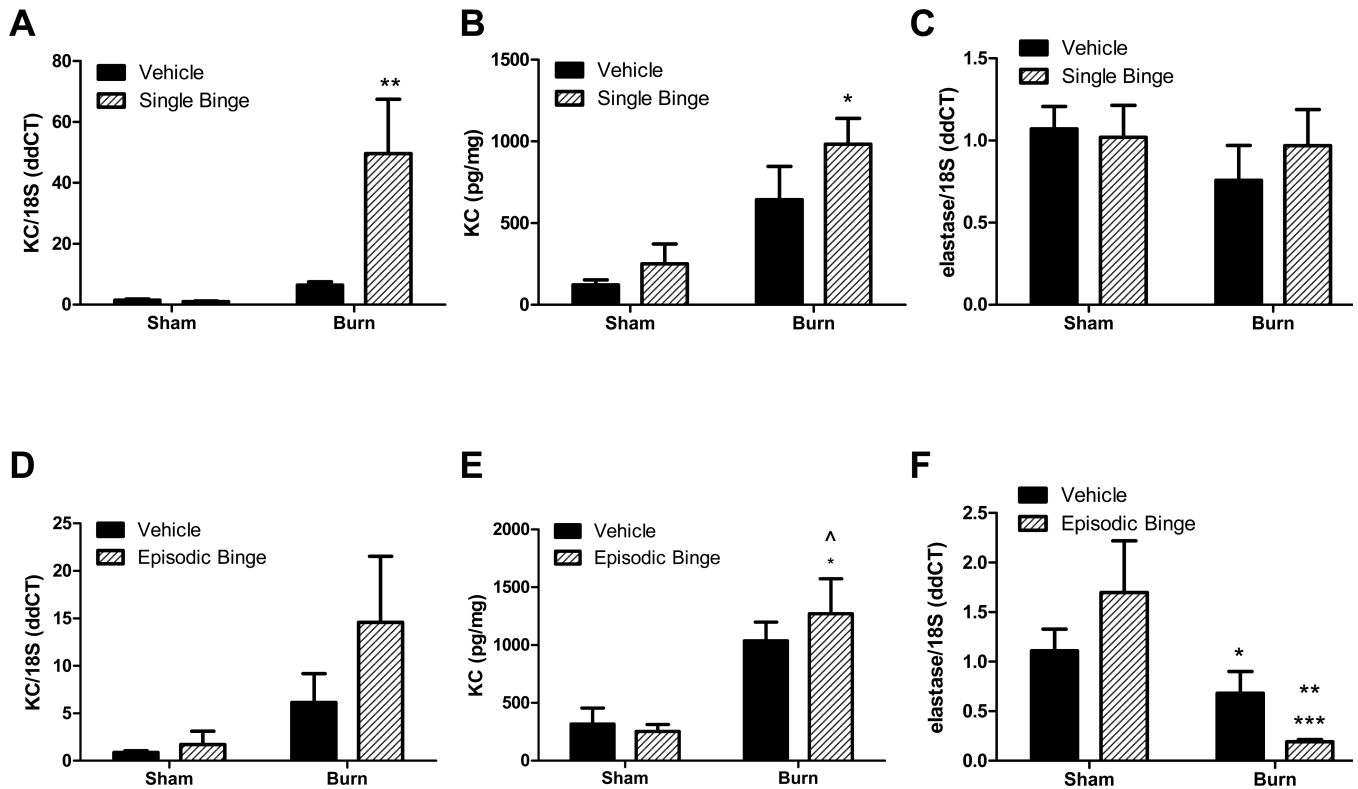 A
KC/18S (ddCT)
80
60
40
20
0
Vehicle
Single Binge
**
Sham
Burn
B
KC (pg/mg)
1500
1000
500
0
Vehicle
Single Binge
*
Sham
Burn
C
elastase/18S (ddCT)
1.5
1.0
0.5
0.0
Vehicle
Single Binge
Sham
Burn
D
KC/18S (ddCT)
25
20
15
10
5
0
Vehicle
Episodic Binge
Sham
Burn
E
KC (pg/mg)
2000
1500
1000
500
0
Vehicle
Episodic Binge
^
*
Sham
Burn
F
elastase/18S (ddCT)
2.5
2.0
1.5
1.0
0.5
0.0
Vehicle
Episodic Binge
*
**
***
Sham
Burn